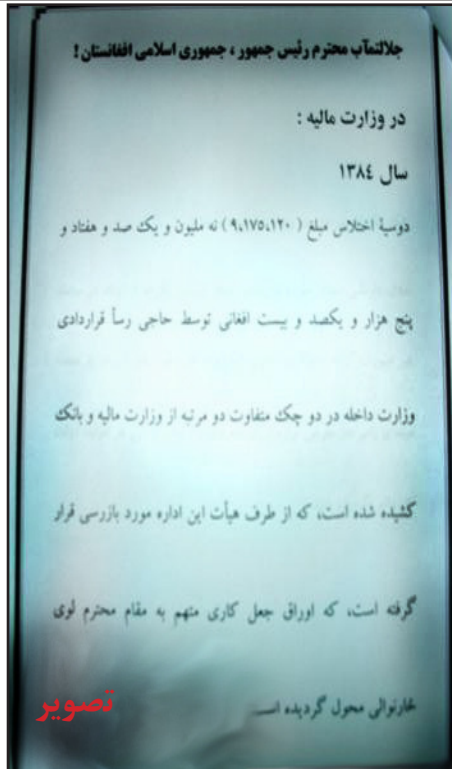 جلالتمآب محترم رئیس جمهور ، جمهوری اسلامی افغانستان !
در وزارت مالیه :
سال ۱۳۸٤
دوسیهٔ اختلاس مبلغ ( ۹،۱۷۵،۱۲۰ ) نه ملیون و یک صد و هفتاد و
پنج هزار و یکصد و بیست افغانی توسط حاجی رسأ قراردادی
وزارت داخله در دو چک متفاوت دو مرتبه از وزارت مالیه و بانک
کشیده شده است، که از طرف هیأت این اداره مورد بازرسی قرار
گرفته است، که اوراق جعل کاری متهم به مقام محترم لوی
څارنوالی محول گردیده است
تصویر